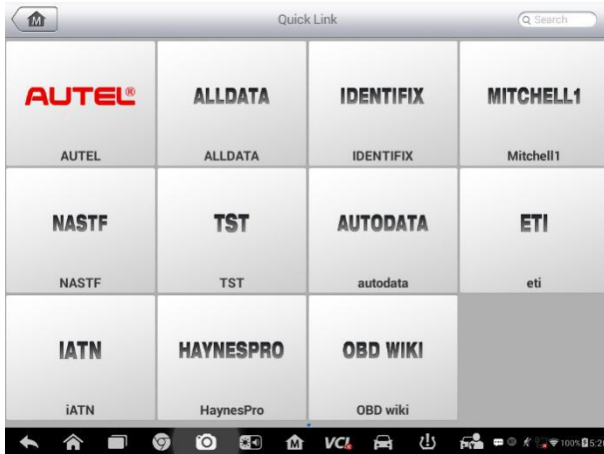 M
Quick Link
Search
AUTEL®
ALLDATA
IDENTIFIX
MITCHELL1
AUTEL
ALLDATA
IDENTIFIX
Mitchell1
NASTF
TST
AUTODATA
ETI
NASTF
TST
autodata
eti
IATN
HAYNESPRO
OBD WIKI
iATN
HaynesPro
OBD wiki
M
VCI
100%